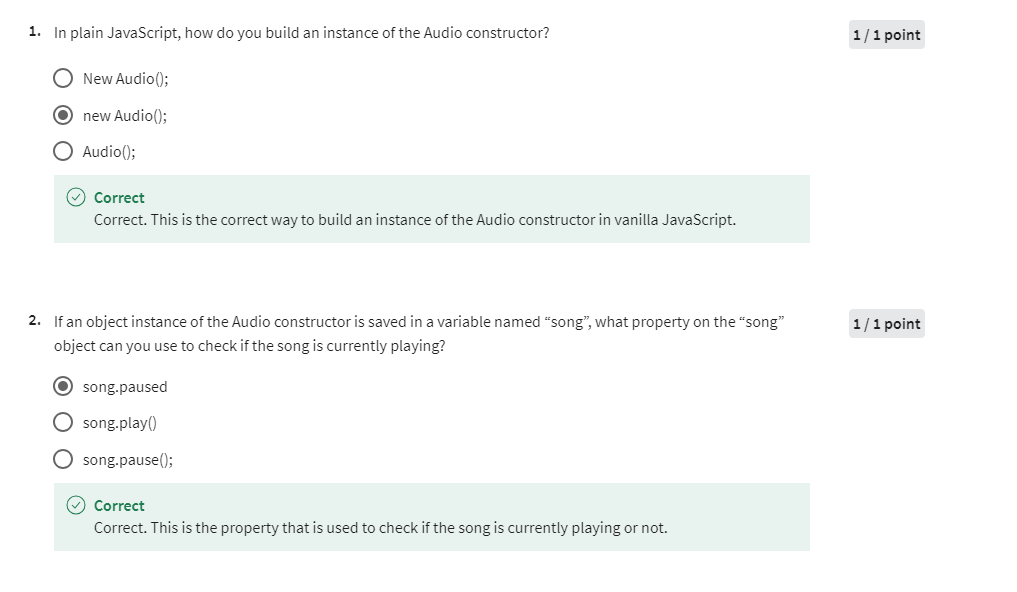 1. In plain JavaScript, how do you build an instance of the Audio constructor?
1 / 1 point
New Audio();
new Audio();
Audio();
Correct
Correct. This is the correct way to build an instance of the Audio constructor in vanilla JavaScript.
2. If an object instance of the Audio constructor is saved in a variable named “song”, what property on the “song”
1 / 1 point
object can you use to check if the song is currently playing?
song.paused
song.play()
song.pause();
Correct
Correct. This is the property that is used to check if the song is currently playing or not.